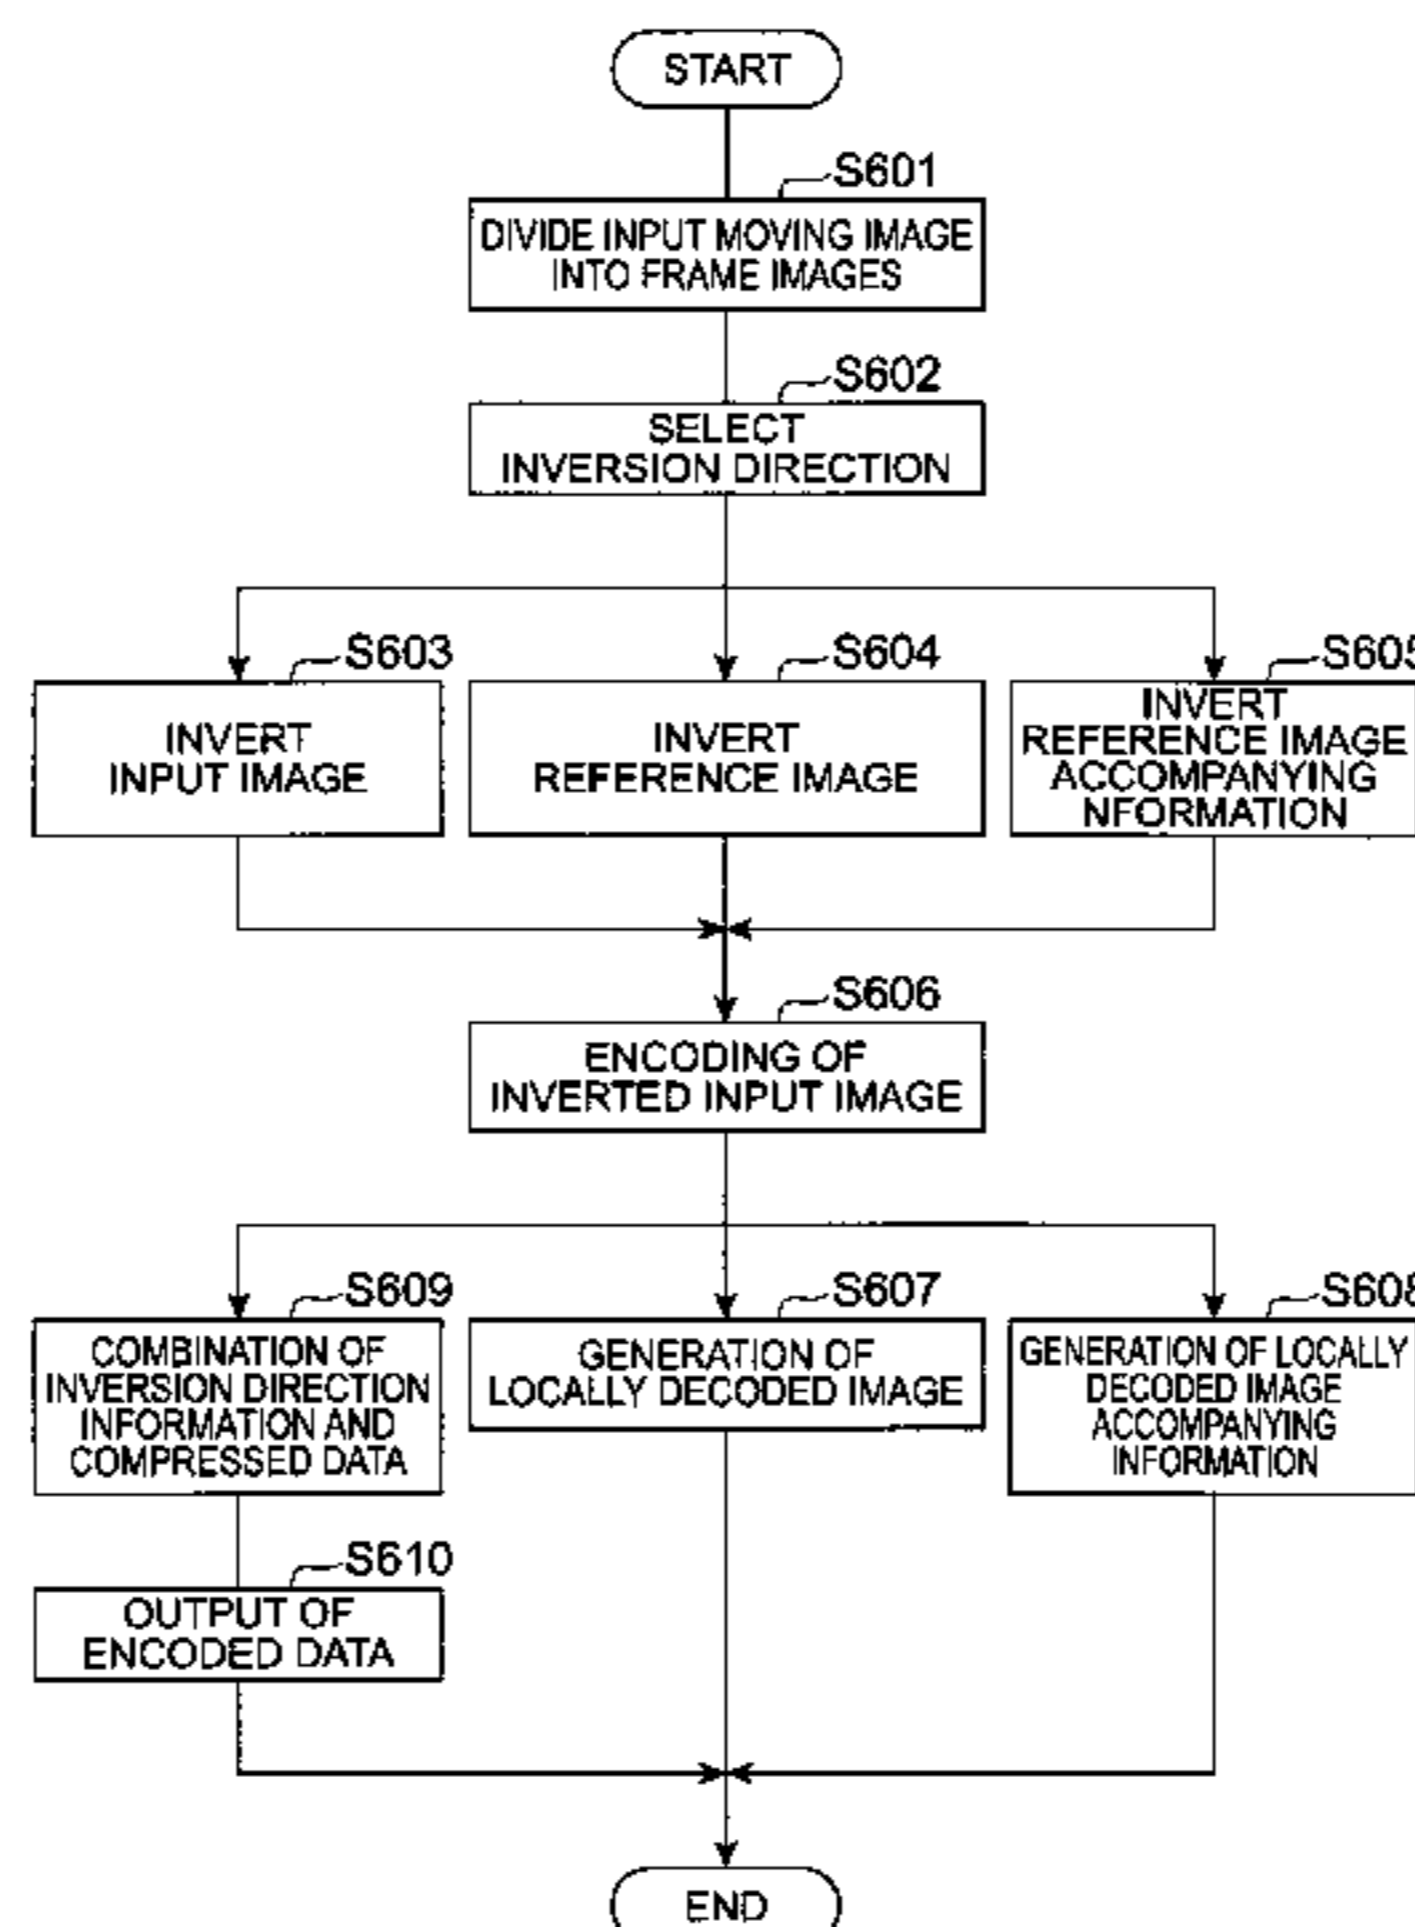 START
S601
DIVIDE INPUT MOVING IMAGE
INTO FRAME IMAGES
S602
SELECT
INVERSION DIRECTION
S603
INVERT
INPUT IMAGE
S604
INVERT
REFERENCE IMAGE
S605
INVERT
REFERENCE IMAGE
ACCOMPANYING
NFORMATION
S606
ENCODING OF
INVERTED INPUT IMAGE
S609
COMBINATION OF
INVERSION DIRECTION
INFORMATION AND
COMPRESSED DATA
S607
GENERATION OF
LOCALLY DECODED IMAGE
S608
GENERATION OF LOCALLY
DECODED IMAGE
ACCOMPANYING
INFORMATION
S610
OUTPUT OF
ENCODED DATA
END